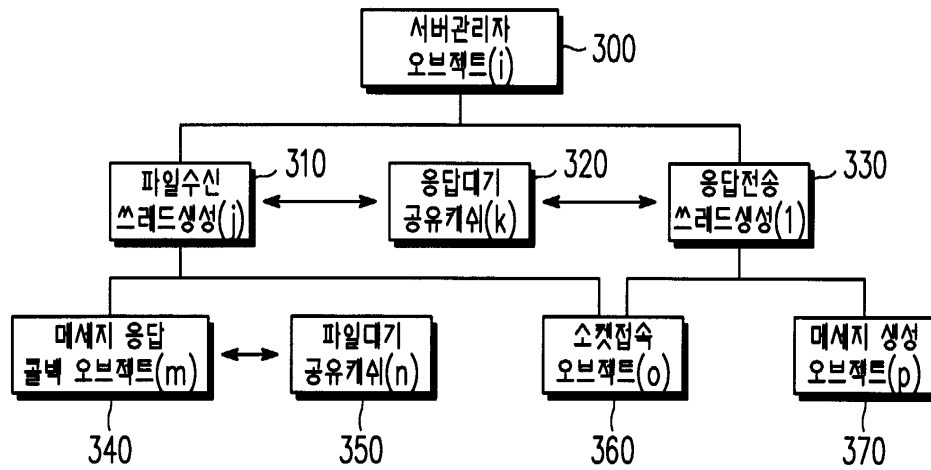 서버관리자
오브젝트(i)
300
파일수신
쓰레드생성(j)
310
응답대기
공유캐쉬(k)
320
응답전송
쓰레드생성(1)
330
메세지 응답
콜백 오브젝트(m)
파일대기
공유캐쉬(n)
소켓접속
오브젝트(o)
메세지 생성
오브젝트(p)
340
350
360
370